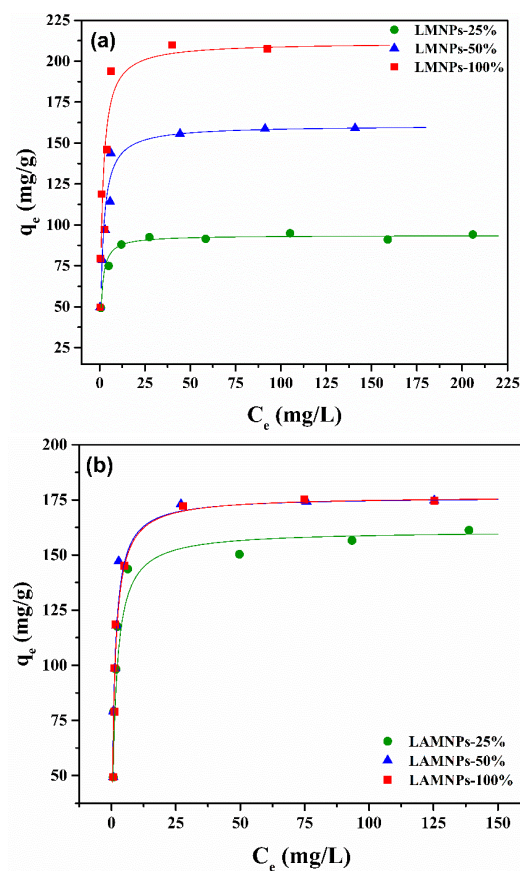 (a)
LMNPs-25%
LMNPs-50%
LMNPs-100%
225
200
175
150
125
100
75
50
25
qe (mg/g)
0 25 50 75 100 125 150 175 200 225
Ce (mg/L)
(b)
200
175
150
125
100
75
50
qe (mg/g)
LAMNPs-25%
LAMNPs-50%
LAMNPs-100%
0 25 50 75 100 125 150
Ce (mg/L)